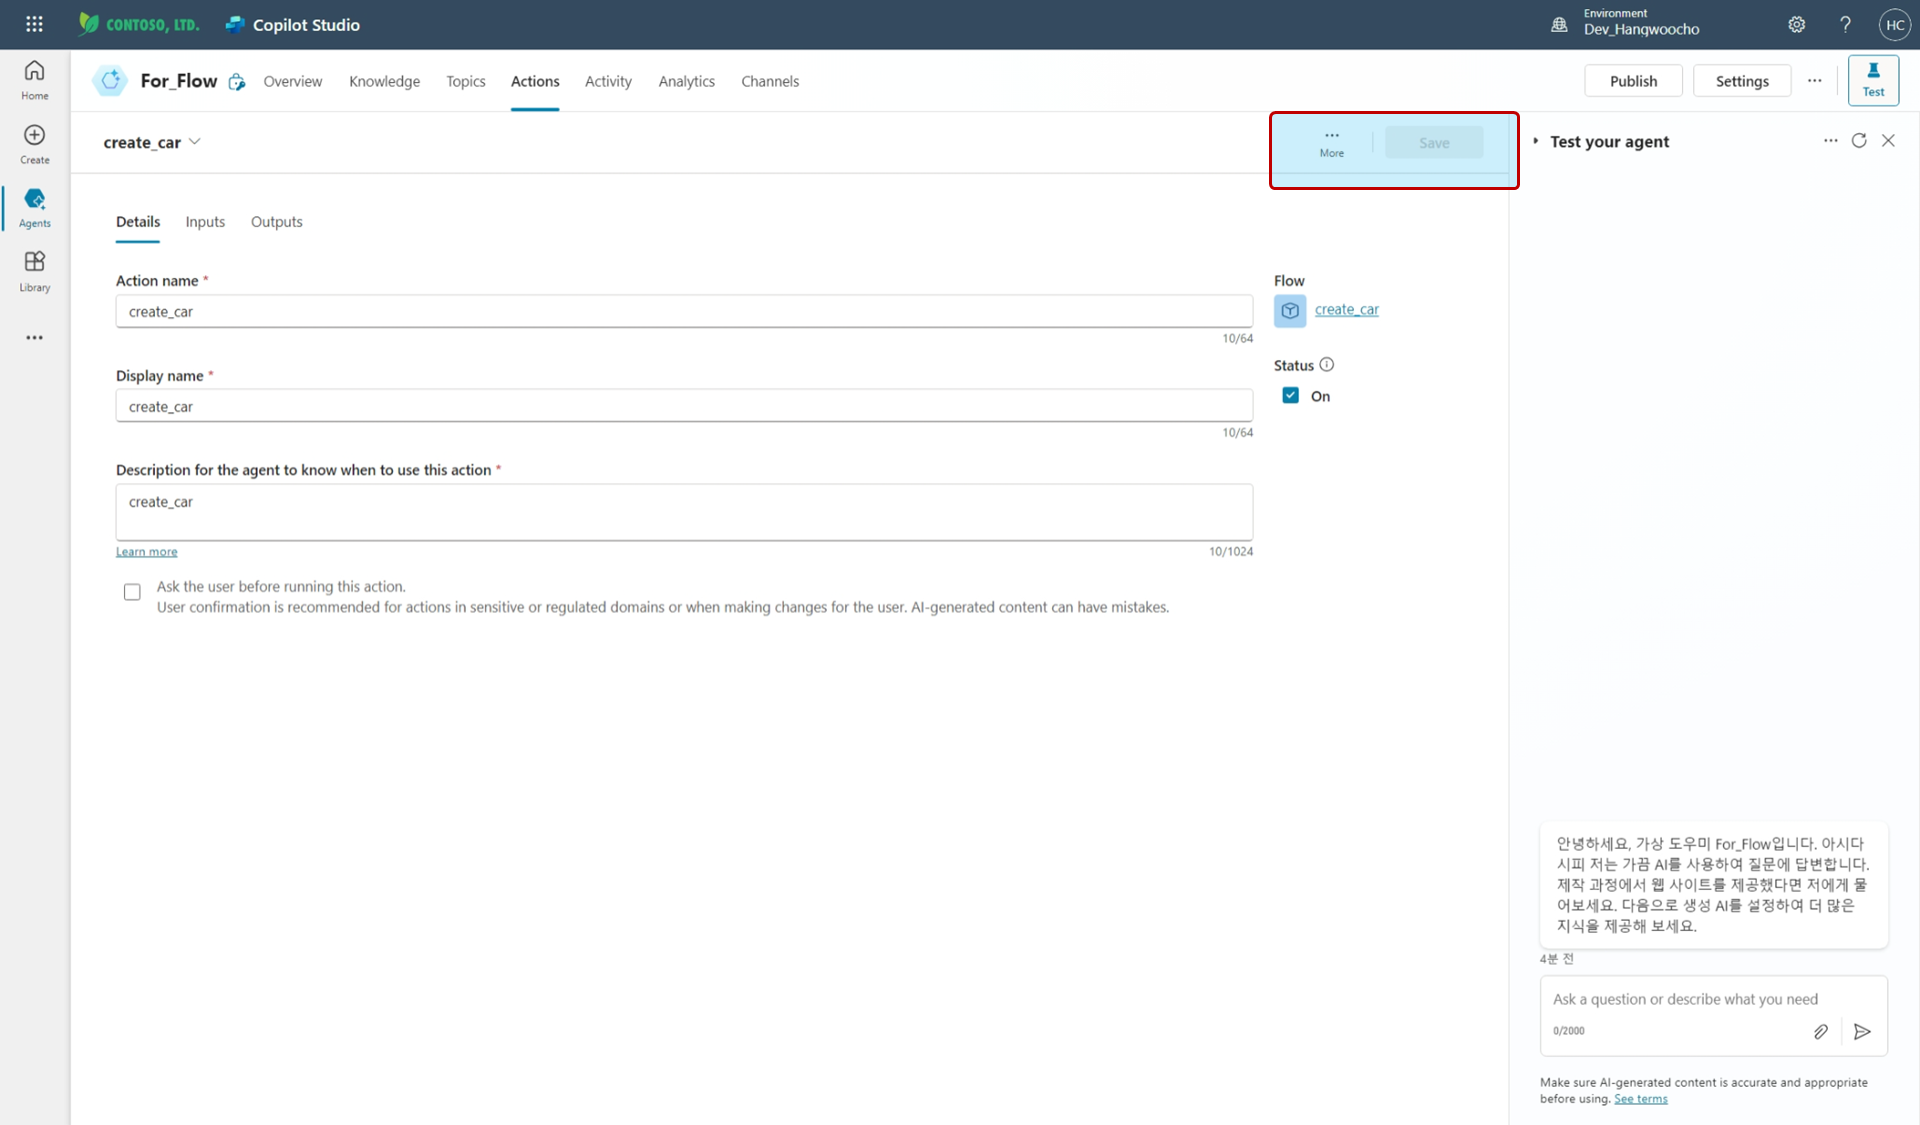 CONTOSO, LTD.
Copilot Studio
Environment
Dev_Hangwoocho
?
HC
Home
Create
Agents
Library
For_Flow
Overview
Knowledge
Topics
Actions
Activity
Analytics
Channels
Publish
Settings
Test
create_car
More
Save
Details
Inputs
Outputs
Action name *
create_car
10/64
Display name *
create_car
10/64
Description for the agent to know when to use this action *
create_car
Learn more
10/1024
Ask the user before running this action.
User confirmation is recommended for actions in sensitive or regulated domains or when making changes for the user. AI-generated content can have mistakes.
Flow
create_car
Status
On
Test your agent
안녕하세요, 가상 도우미 For_Flow입니다. 아시다
시피 저는 가끔 AI를 사용하여 질문에 답변합니다.
제작 과정에서 웹 사이트를 제공했다면 저에게 물
어보세요. 다음으로 생성 AI를 설정하여 더 많은
지식을 제공해 보세요.
4분 전
Ask a question or describe what you need
0/2000
Make sure AI-generated content is accurate and appropriate
before using. See terms